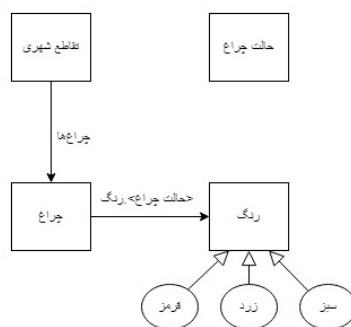 تقاطع شهری
حالت چراغ
چراغ‌ها
چراغ
<حالت چراغ>.رنگ
رنگ
قرمز
زرد
سبز